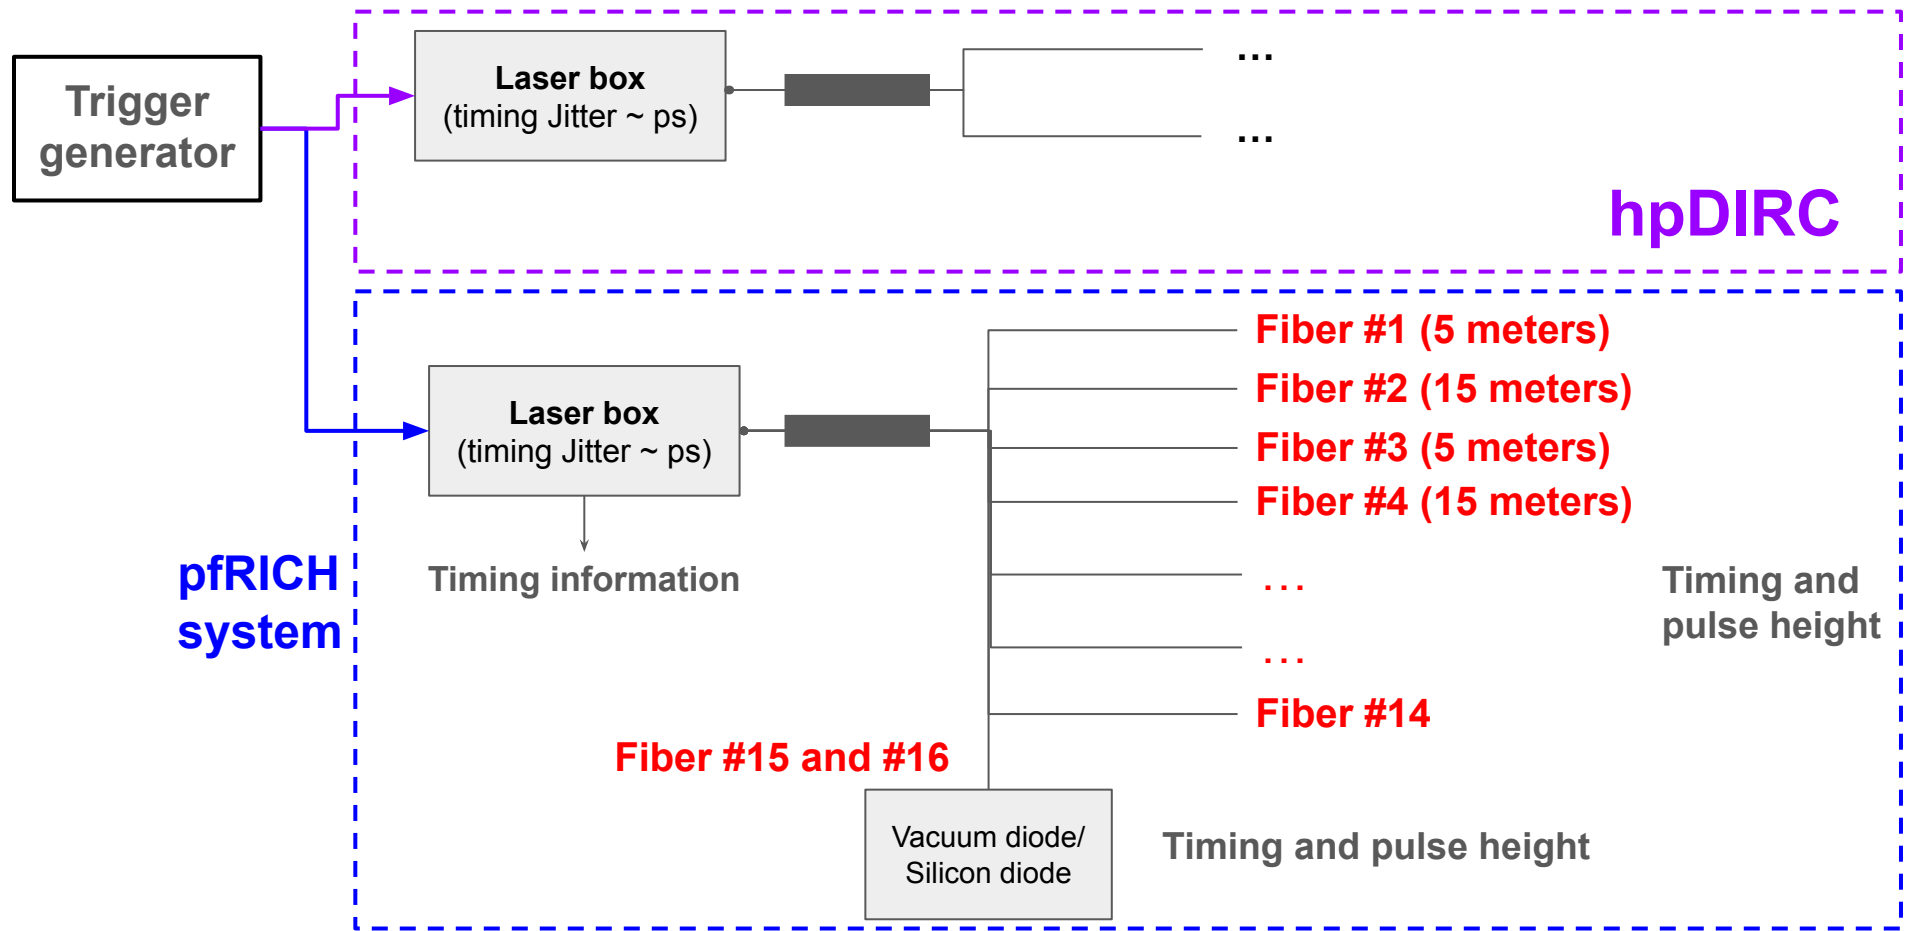 Trigger
generator
Laser box
(timing Jitter ~ ps)
...
...
hpDIRC
pfRICH
system
Laser box
(timing Jitter ~ ps)
Timing information
Fiber #1 (5 meters)
Fiber #2 (15 meters)
Fiber #3 (5 meters)
Fiber #4 (15 meters)
...
...
Fiber #14
Timing and
pulse height
Fiber #15 and #16
Vacuum diode/
Silicon diode
Timing and pulse height